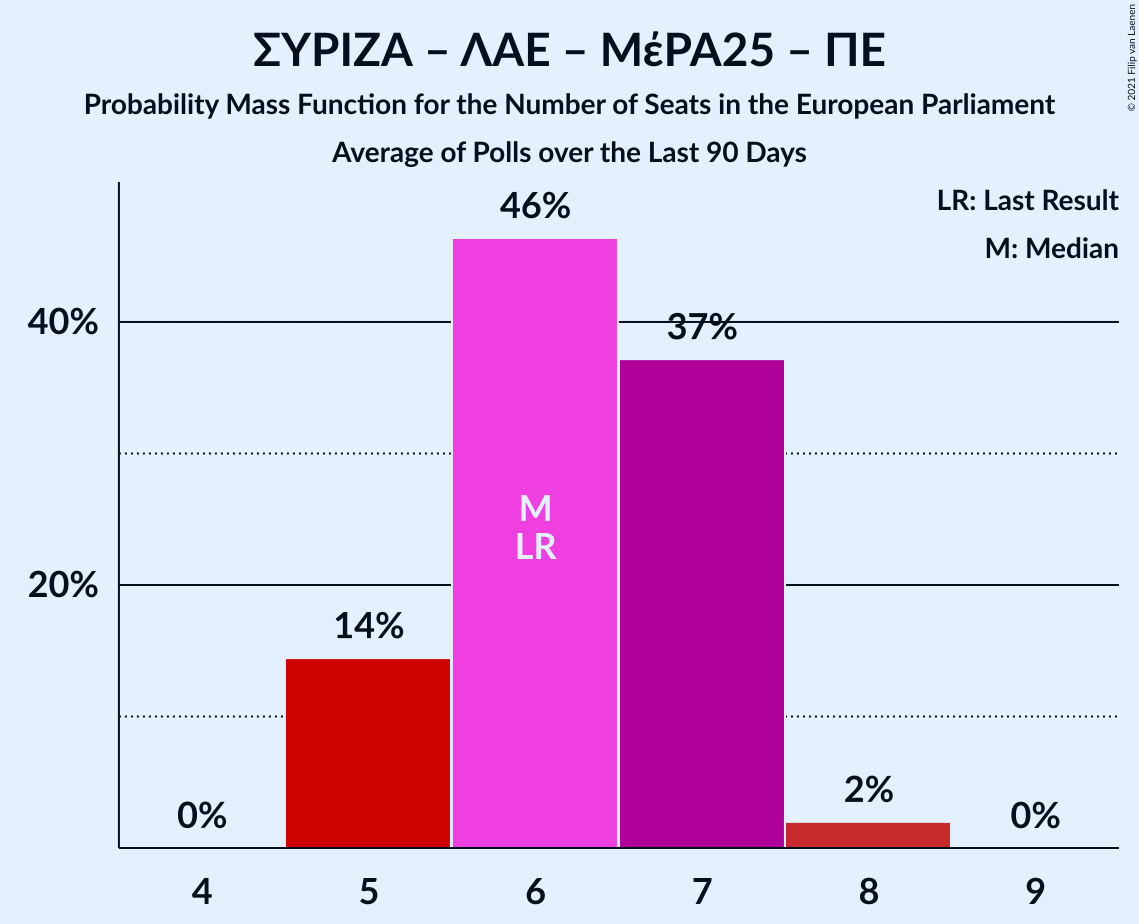 ΣΥΡΙΖΑ – ΛΑΕ – ΜέΡΑ25 – ΠΕ
Probability Mass Function for the Number of Seats in the European Parliament
Average of Polls over the Last 90 Days
© 2021 Filip van Laenen
LR: Last Result
M: Median
46%
40%
37%
M
LR
20%
14%
2%
0%
0%
4 5 6 7 8 9